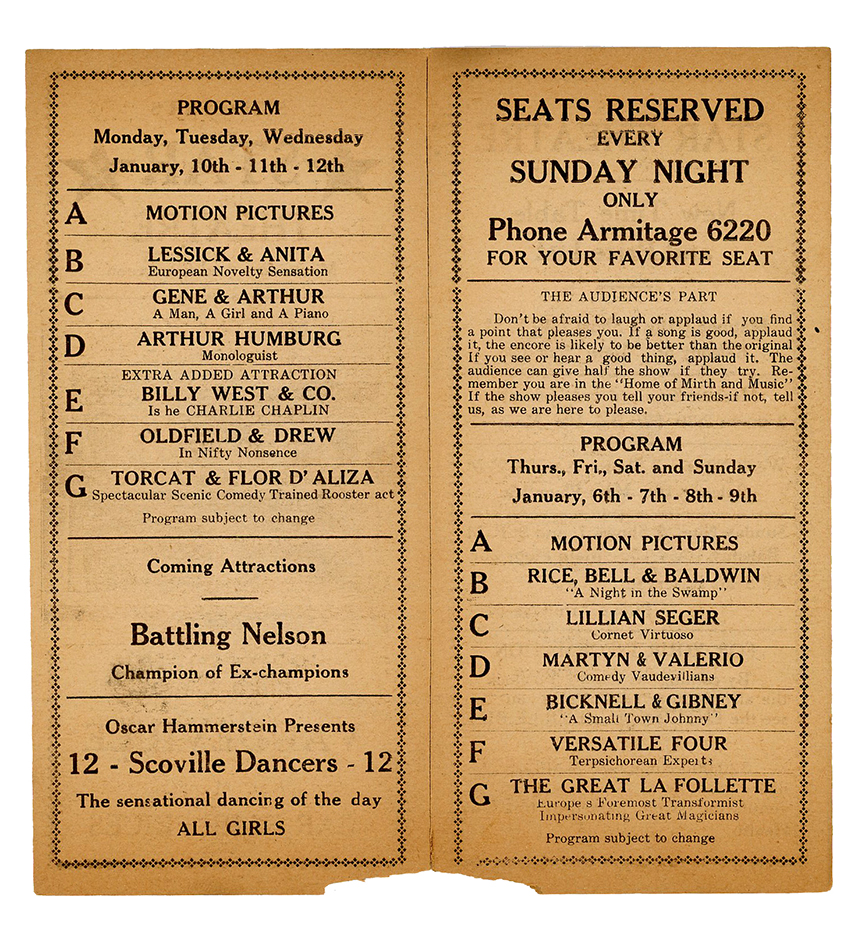 PROGRAM
Monday, Tuesday, Wednesday
January, 10th - 11th - 12th
A MOTION PICTURES
B LESSICK & ANITA
European Novelty Sensation
C GENE & ARTHUR
A Man, A Girl and A Piano
D ARTHUR HUMBURG
Monologuist
EXTRA ADDED ATTRACTION
E BILLY WEST & CO.
Is he CHARLIE CHAPLIN
F OLDFIELD & DREW
In Nifty Nonsence
G TORCAT & FLOR D'ALIZA
Spectacular Scenic Comedy Trained Rooster act
Program subject to change
Coming Attractions
Battling Nelson
Champion of Ex-champions
Oscar Hammerstein Presents
12 - Scoville Dancers - 12
The sensational dancing of the day
ALL GIRLS
SEATS RESERVED
EVERY
SUNDAY NIGHT
ONLY
Phone Armitage 6220
FOR YOUR FAVORITE SEAT
THE AUDIENCE'S PART
Don't be afraid to laugh or applaud if you find
a point that pleases you. If a song is good, applaud
it, the encore is likely to be better than the original
If you see or hear a good thing, applaud it. The
audience can give half the show if they try. Re-
member you are in the "Home of Mirth and Music"
If the show pleases you tell your friends-if not, tell
us, as we are here to please.
PROGRAM
Thurs., Fri., Sat. and Sunday
January, 6th - 7th - 8th - 9th
A MOTION PICTURES
B RICE, BELL & BALDWIN
"A Night in the Swamp"
C LILLIAN SEGER
Cornet Virtuoso
D MARTYN & VALERIO
Comedy Vaudevillians
E BICKNELL & GIBNEY
"A Small Town Johnny"
F VERSATILE FOUR
Terpsichorean Experts
G THE GREAT LA FOLLETTE
Europe s Foremost Transformist
Impersonating Great Magicians
Program subject to change